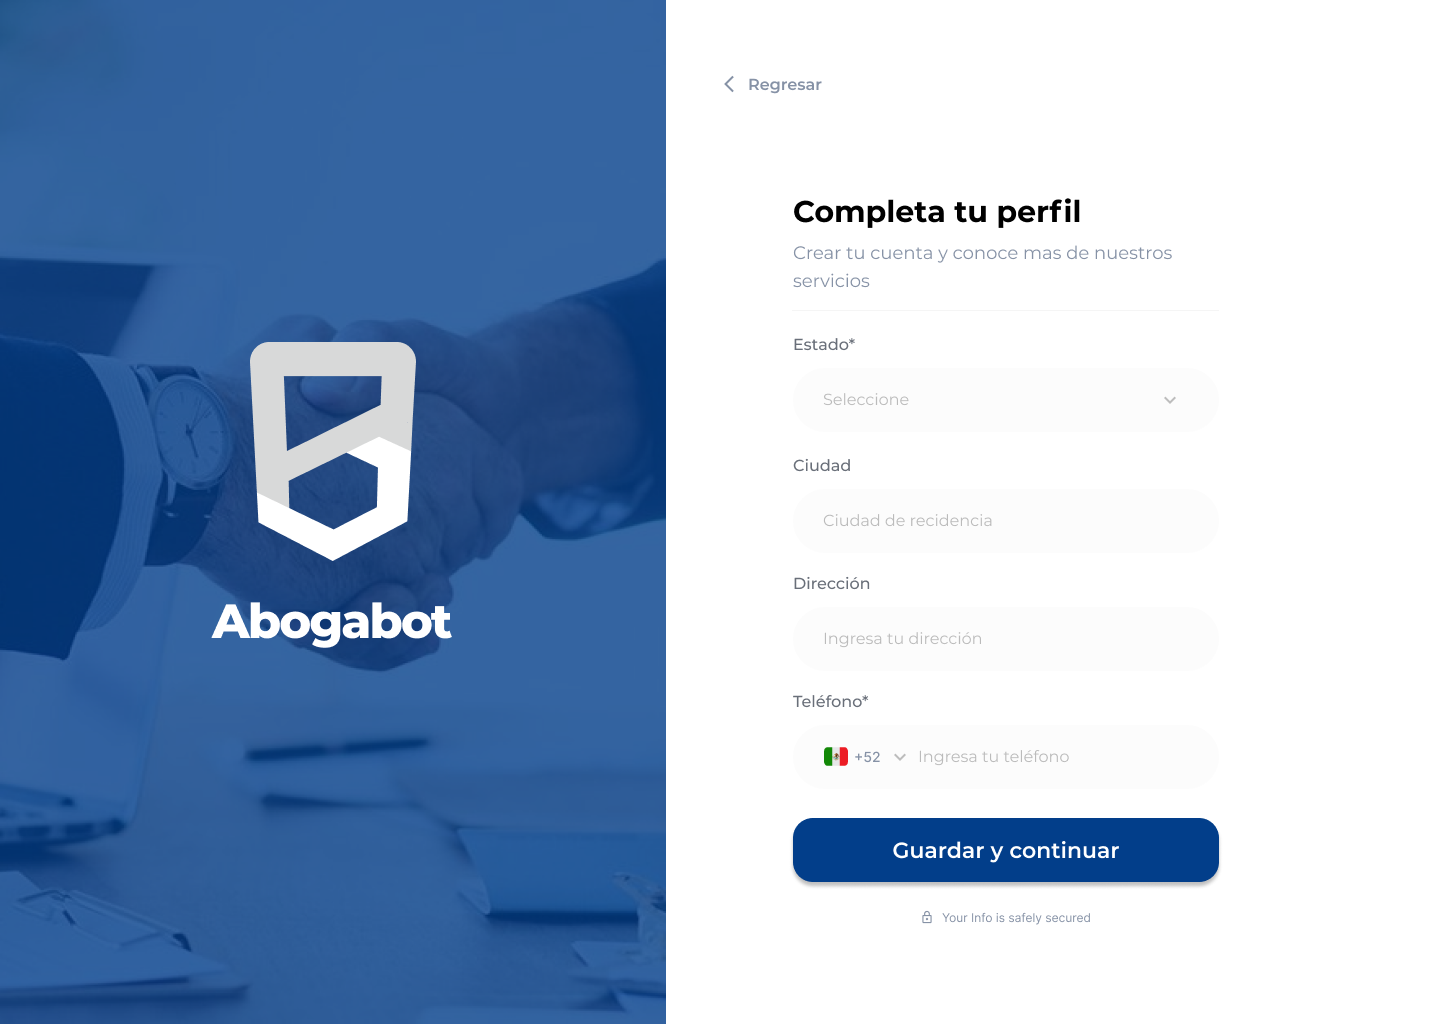 Regresar
Completa tu perfil
Crear tu cuenta y conoce mas de nuestros
servicios
Estado*
Seleccione
Ciudad
Ciudad de recidencia
Dirección
Ingresa tu dirección
Teléfono*
+52 Ingresa tu teléfono
Guardar y continuar
Your Info is safely secured
Abogabot